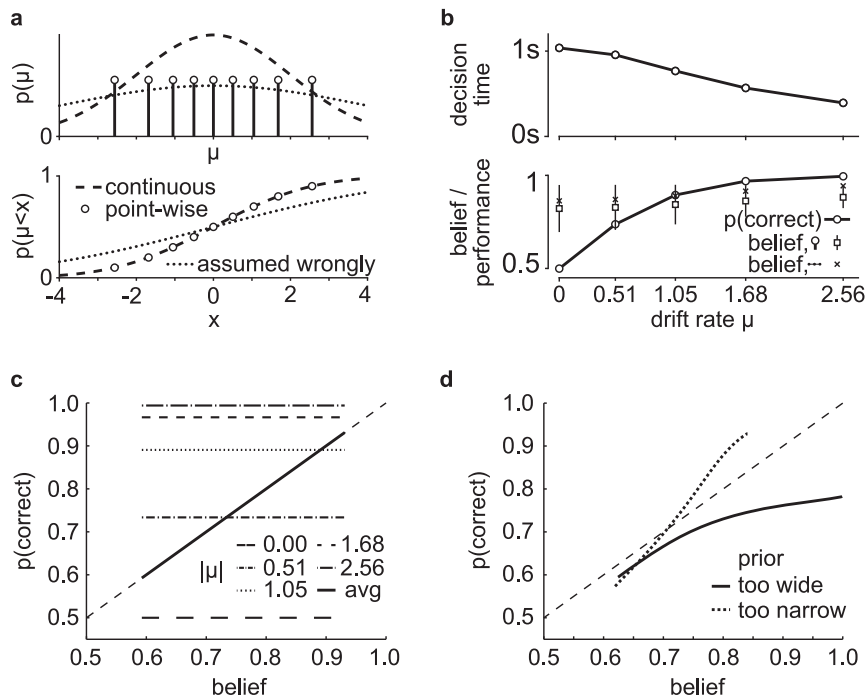 a
p(μ)
0
μ
1
p(μ<x)
continuous
point-wise
assumed wrongly
0
-4 -2 0 2 4
x
b
1s
decision
time
0s
1
belief /
performance
p(correct)
belief,
belief,
0.5
0 0.51 1.05 1.68 2.56
drift rate μ
c
1.0
0.9
0.8
0.7
0.6
0.5
p(correct)
|μ|
0.00 1.68
0.51 2.56
1.05 avg
0.5 0.6 0.7 0.8 0.9 1.0
belief
d
1.0
0.9
0.8
0.7
0.6
0.5
p(correct)
prior
too wide
too narrow
0.5 0.6 0.7 0.8 0.9 1.0
belief